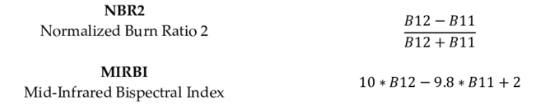 NBR2
Normalized Burn Ratio 2
B12 − B11
B12 + B11
MIRBI
Mid-Infrared Bispectral Index
10 ∗ B12 − 9.8 ∗ B11 + 2